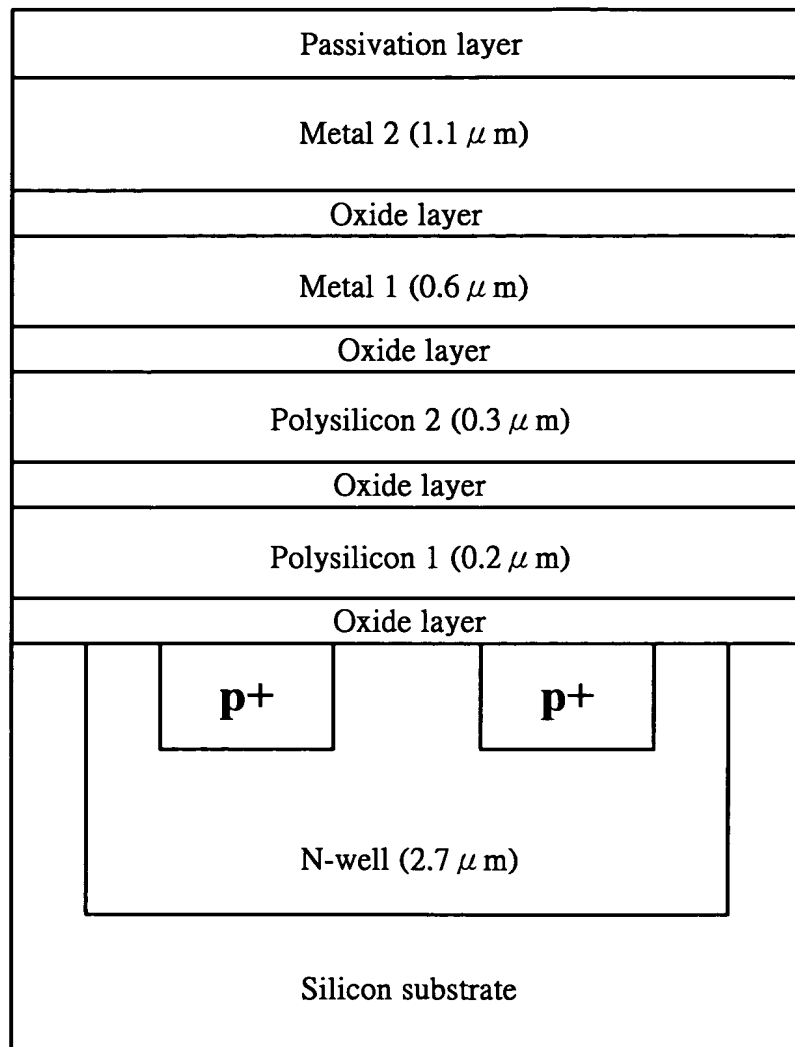 Passivation layer
Metal 2 (1.1 μm)
Oxide layer
Metal 1 (0.6 μm)
Oxide layer
Polysilicon 2 (0.3 μm)
Oxide layer
Polysilicon 1 (0.2 μm)
Oxide layer
p+ p+
N-well (2.7 μm)
Silicon substrate